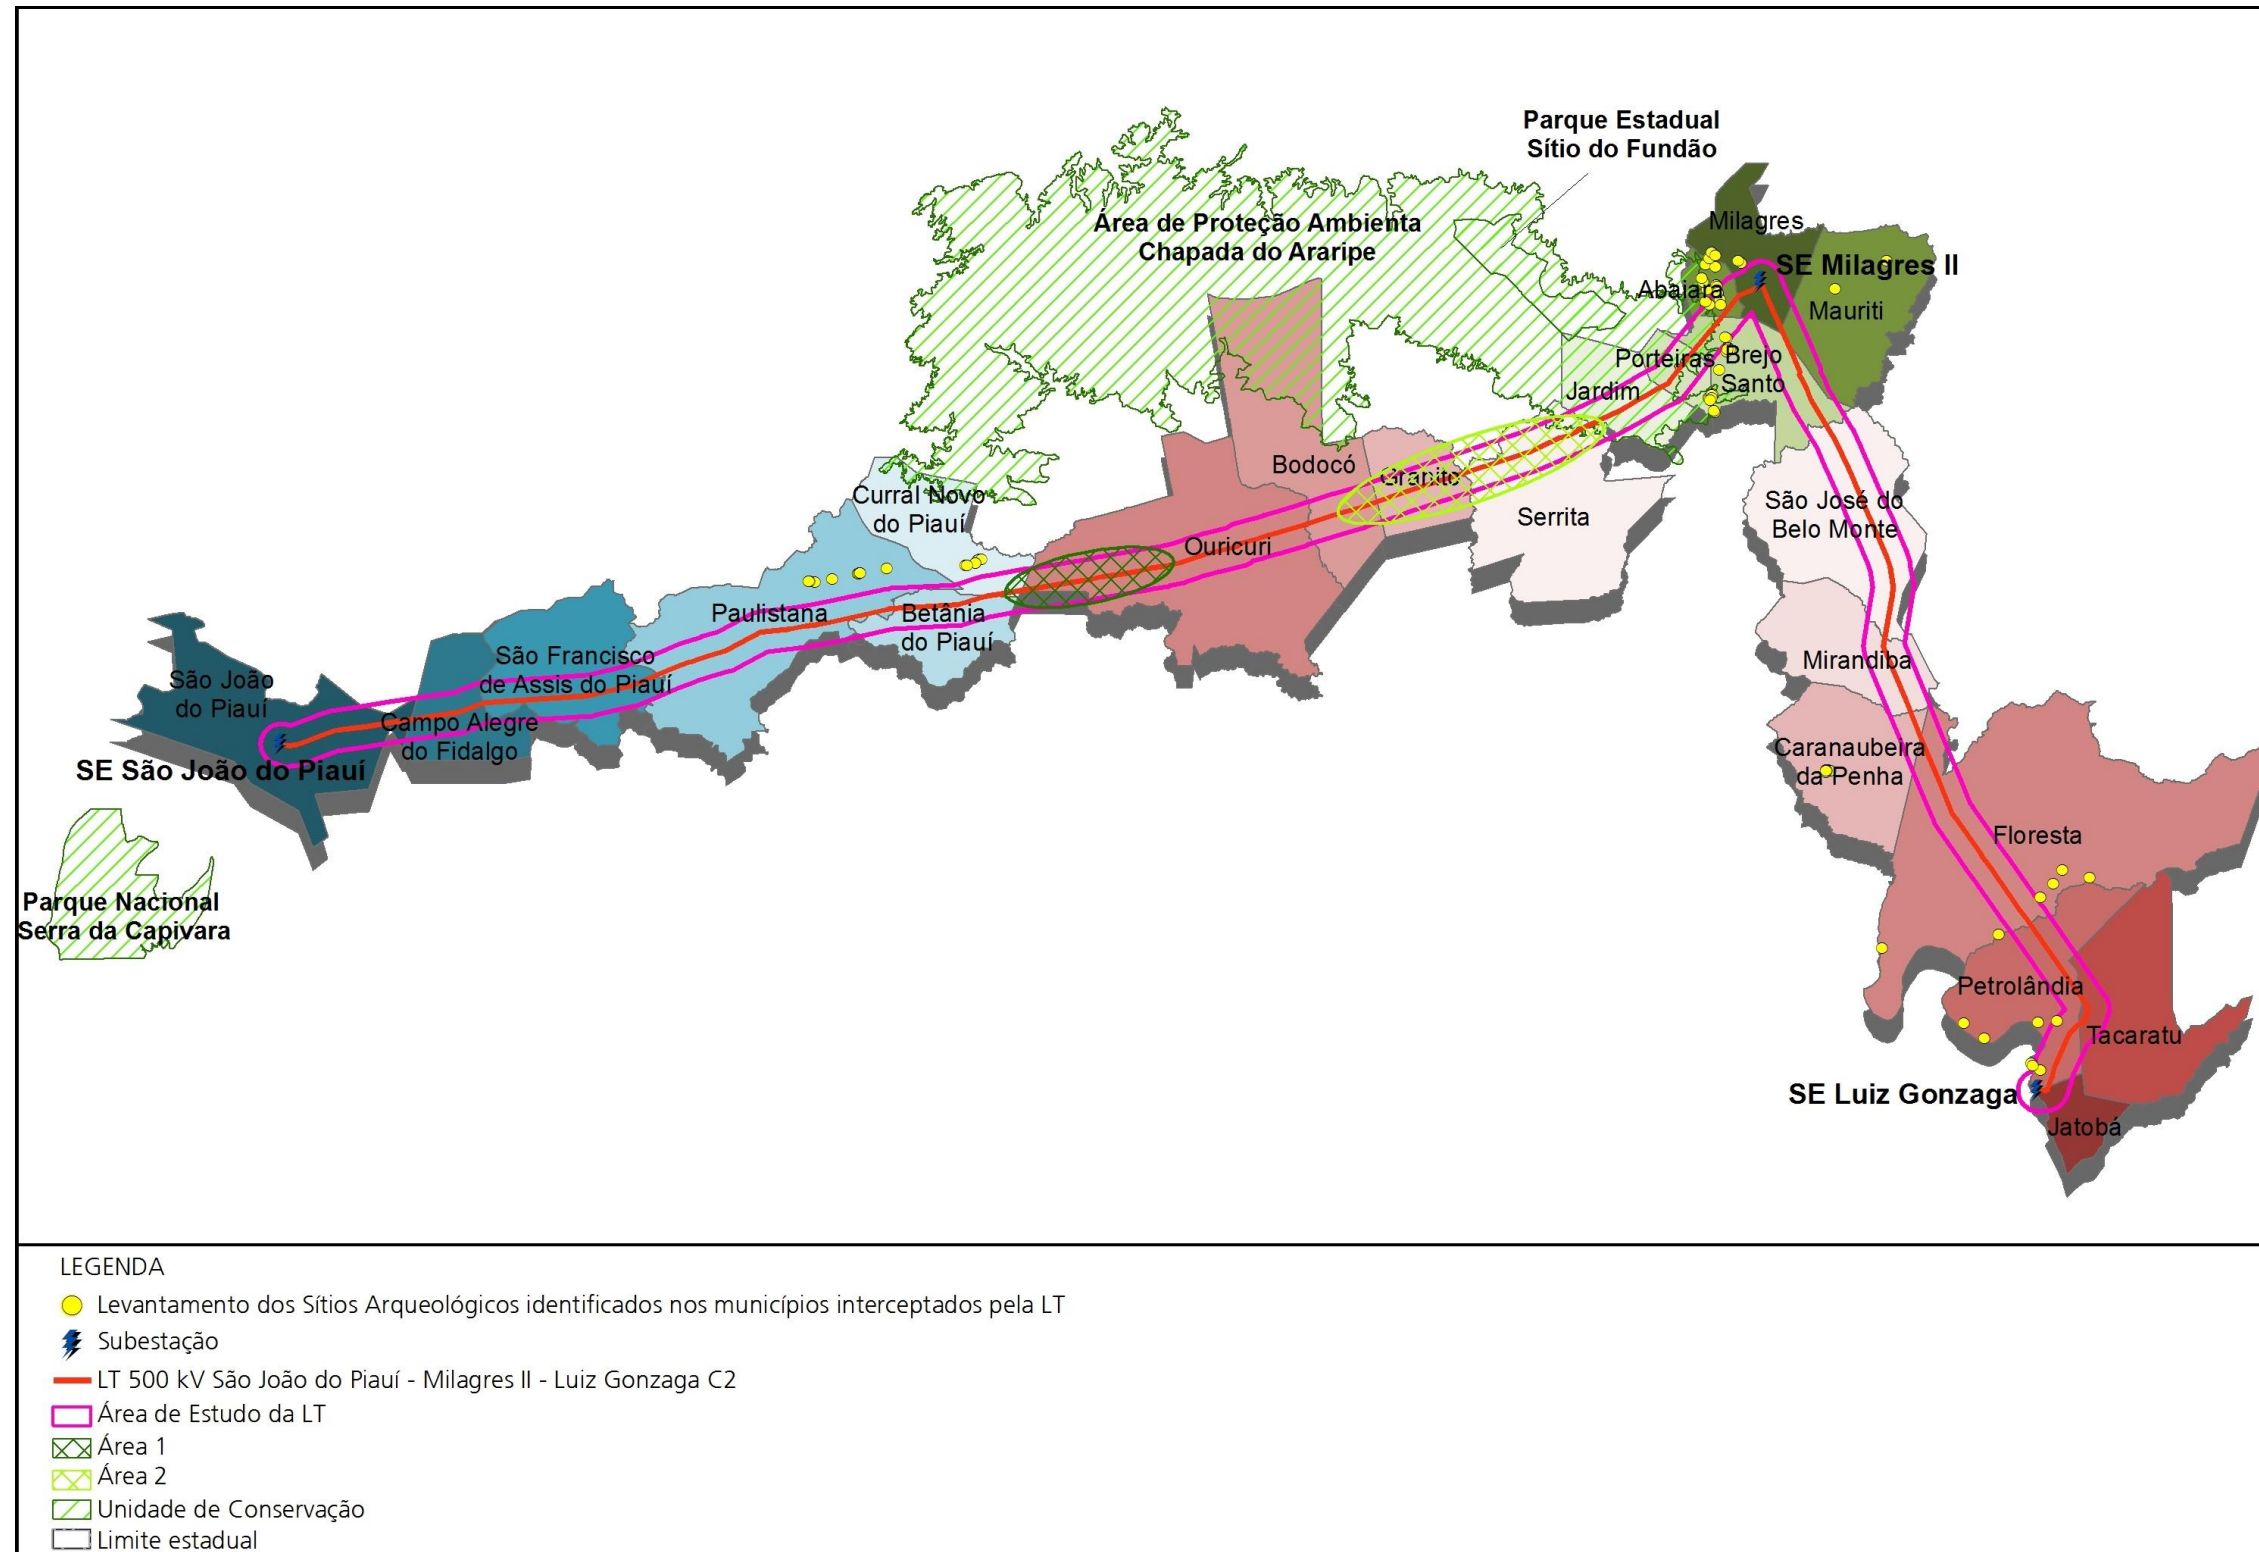 Parque Estadual
Sítio do Fundão
Área de Proteção Ambienta
Chapada do Araripe
Milagres
SE Milagres II
Abaiara
Mauriti
Porteiras
Brejo
Santo
Jardim
Bodocó
Granito
Curral Novo
do Piauí
Serrita
São José do
Belo Monte
Ouricuri
Paulistana
Betânia
do Piauí
São Francisco
de Assis do Piauí
Mirandiba
São João
do Piauí
Campo Alegre
do Fidalgo
SE São João do Piauí
Caranaubeira
da Penha
Floresta
Parque Nacional
Serra da Capivara
Petrolândia
Tacaratu
SE Luiz Gonzaga
Jatobá
LEGENDA
Levantamento dos Sítios Arqueológicos identificados nos municípios interceptados pela LT
Subestação
LT 500 kV São João do Piauí - Milagres II - Luiz Gonzaga C2
Área de Estudo da LT
Área 1
Área 2
Unidade de Conservação
Limite estadual